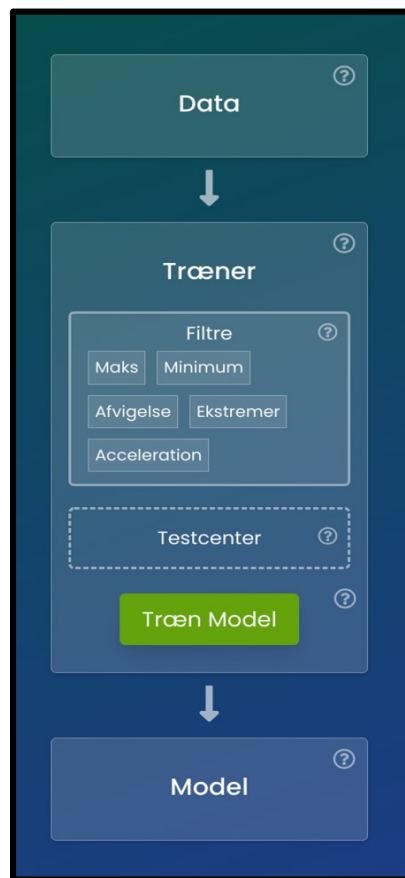 Data
Træner
Filtre
Maks Minimum
Afvigelse Ekstremer
Acceleration
Testcenter
Træn Model
Model